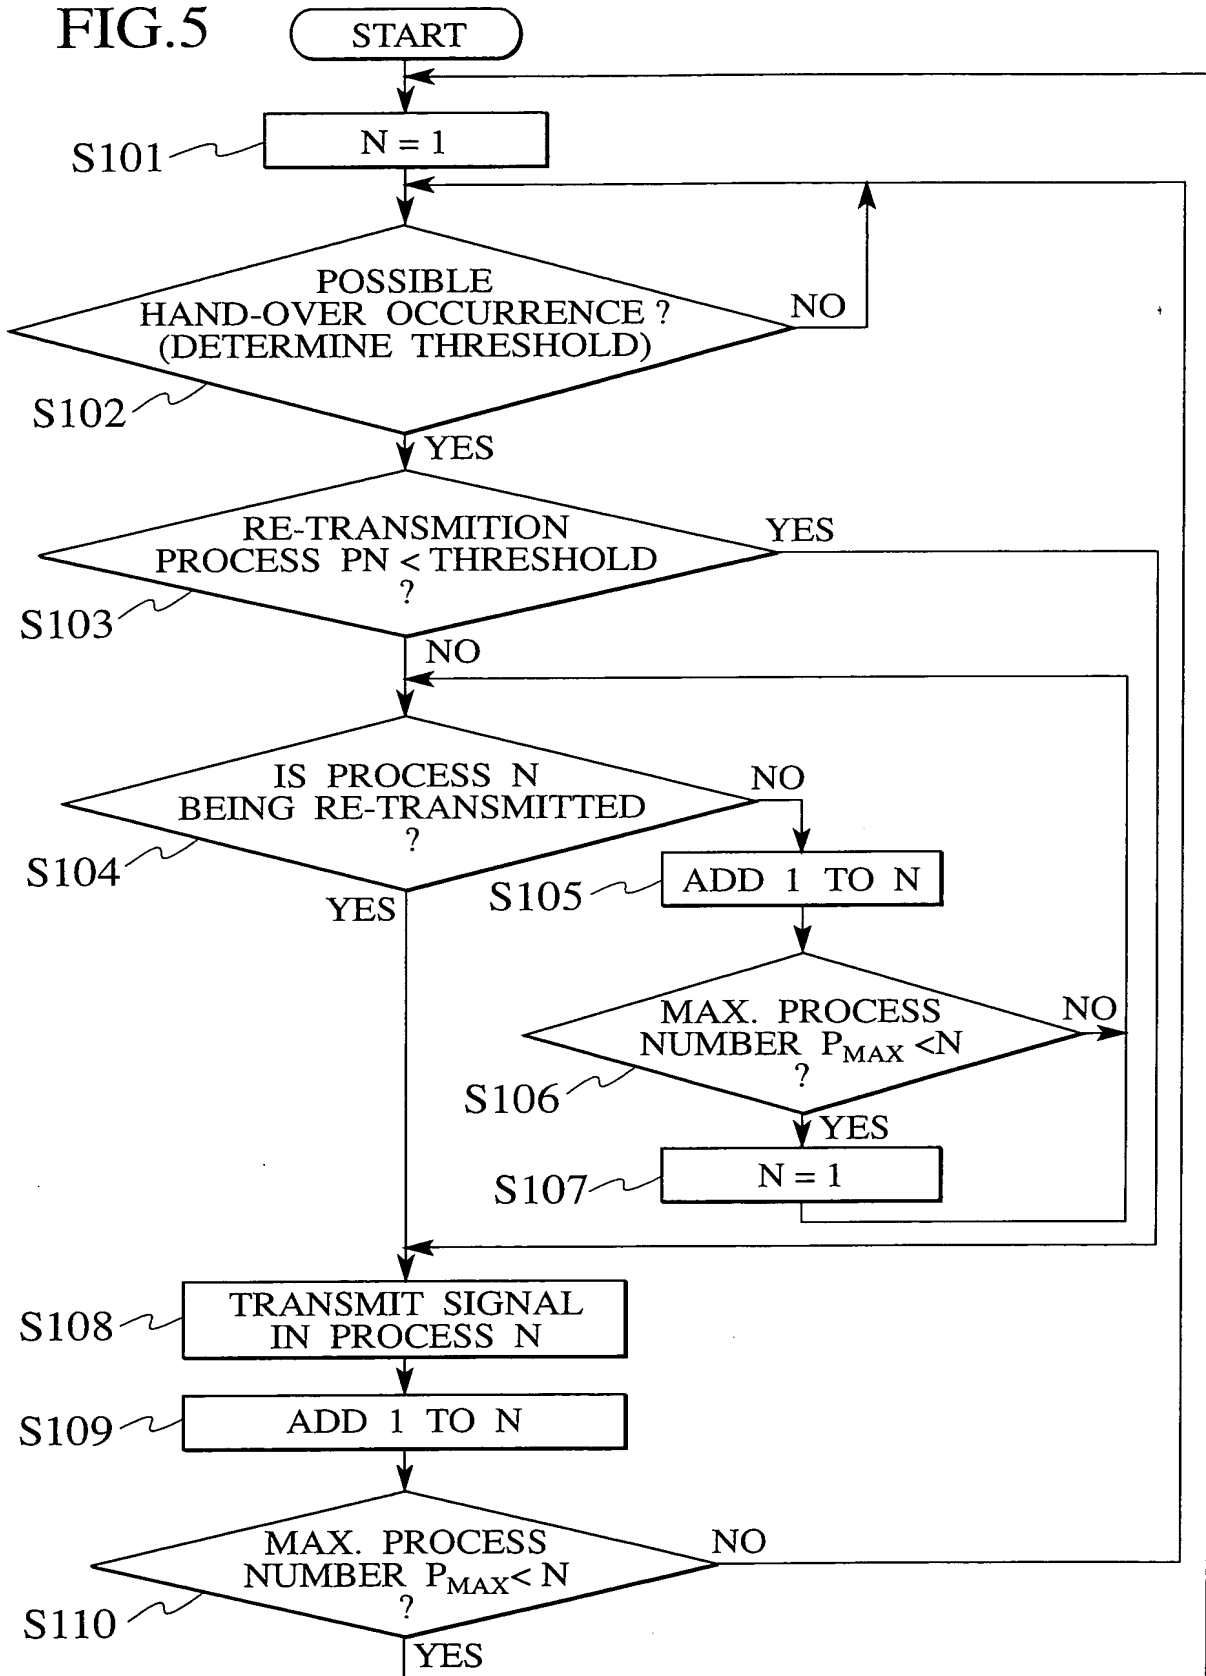 FIG.5
START
S101
N = 1
POSSIBLE
HAND-OVER OCCURRENCE ?
(DETERMINE THRESHOLD)
NO
S102
YES
RE-TRANSMITION
PROCESS PN < THRESHOLD
?
YES
S103
NO
IS PROCESS N
BEING RE-TRANSMITTED
?
NO
S104
YES
S105
ADD 1 TO N
MAX. PROCESS
NUMBER PMAX <N
?
NO
S106
YES
S107
N = 1
S108
TRANSMIT SIGNAL
IN PROCESS N
S109
ADD 1 TO N
MAX. PROCESS
NUMBER PMAX< N
?
NO
S110
YES